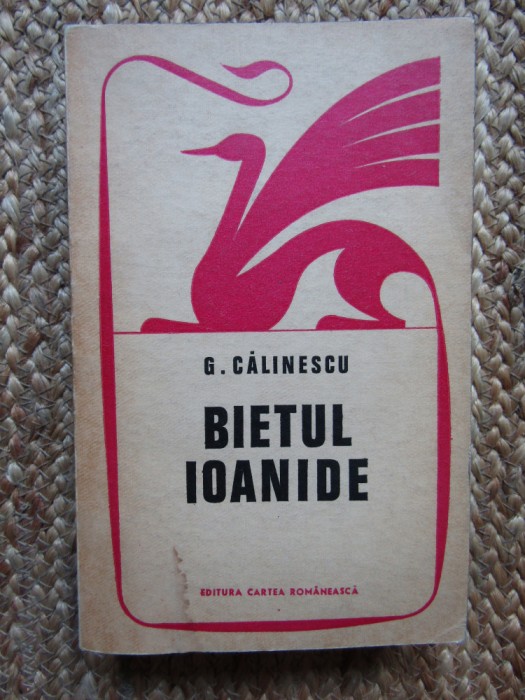 G. CĂLINESCU
BIETUL
IOANIDE
EDITURA CARTEA ROMÂNEASCĂ